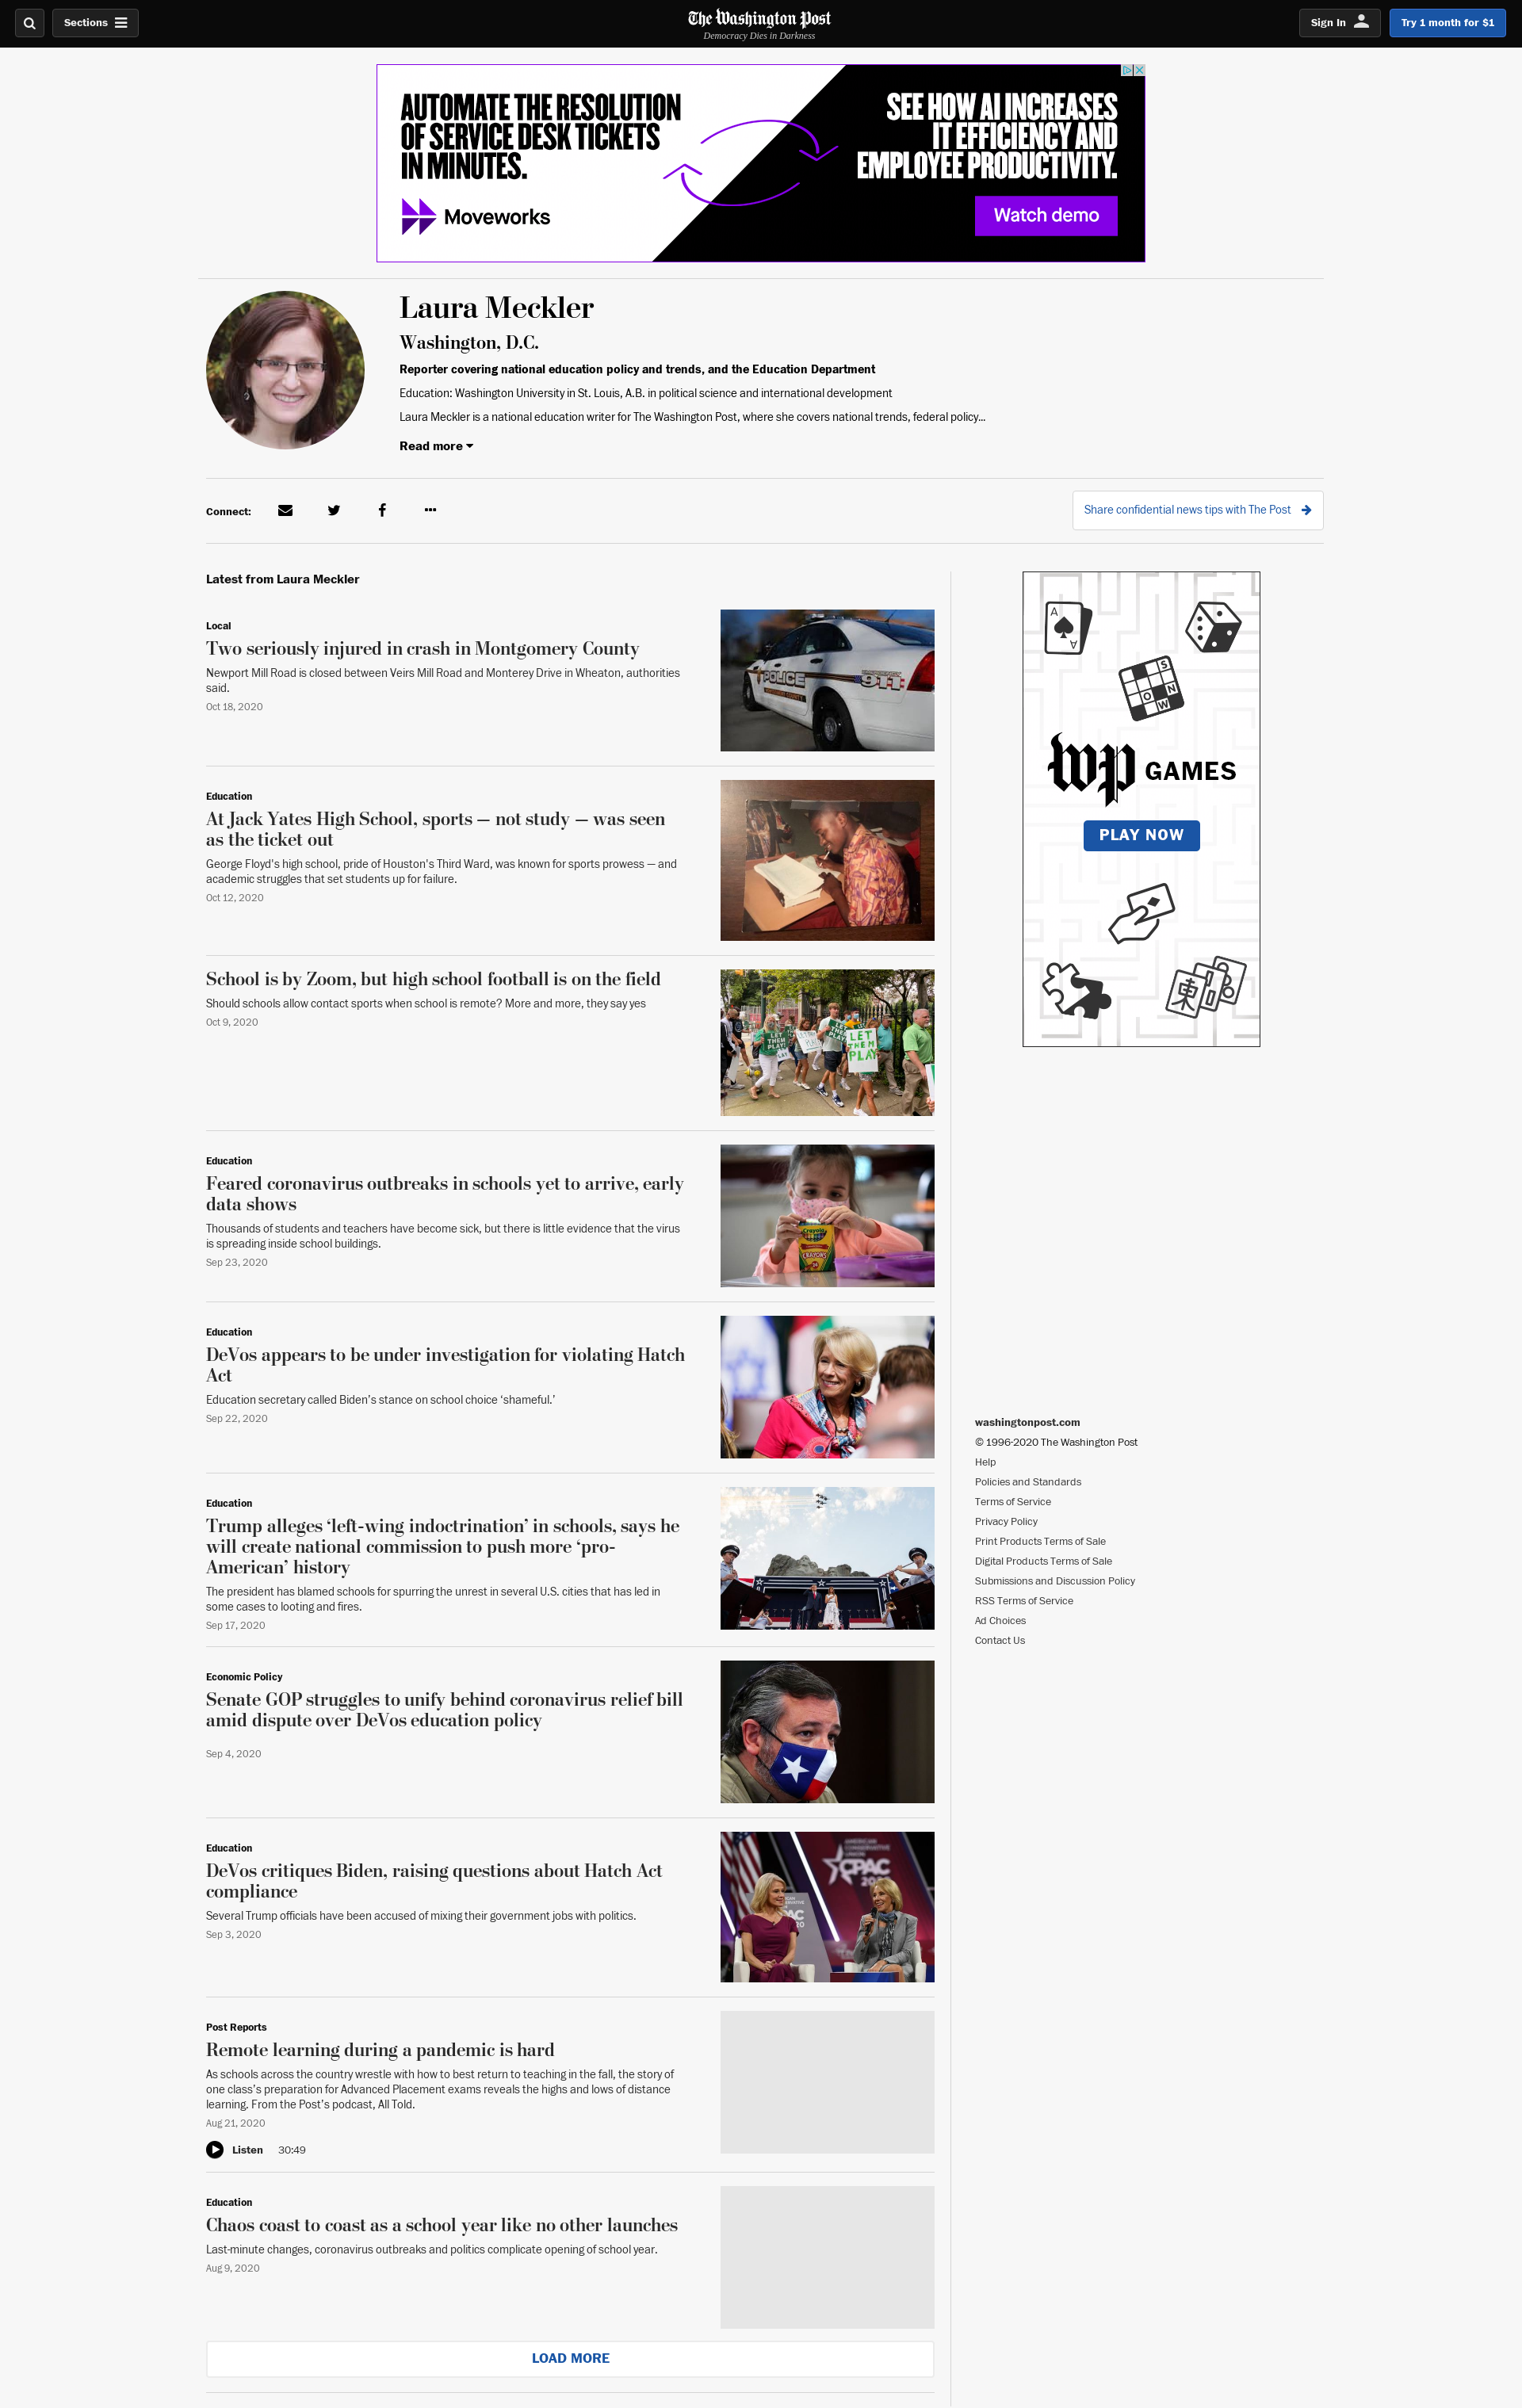 Sections
The Washington Post
Democracy Dies in Darkness
Sign In
Try 1 month for $1
AUTOMATE THE RESOLUTION
OF SERVICE DESK TICKETS
IN MINUTES.
Moveworks
SEE HOW AI INCREASES
IT EFFICIENCY AND
EMPLOYEE PRODUCTIVITY.
Watch demo
Laura Meckler
Washington, D.C.
Reporter covering national education policy and trends, and the Education Department
Education: Washington University in St. Louis, A.B. in political science and international development
Laura Meckler is a national education writer for The Washington Post, where she covers national trends, federal policy...
Read more
Connect:
Share confidential news tips with The Post
Latest from Laura Meckler
Local
Two seriously injured in crash in Montgomery County
Newport Mill Road is closed between Veirs Mill Road and Monterey Drive in Wheaton, authorities
said.
Oct 18, 2020
POLICE
911
Education
At Jack Yates High School, sports — not study — was seen
as the ticket out
George Floyd's high school, pride of Houston's Third Ward, was known for sports prowess — and
academic struggles that set students up for failure.
Oct 12, 2020
School is by Zoom, but high school football is on the field
Should schools allow contact sports when school is remote? More and more, they say yes
Oct 9, 2020
LET
THEM
PLAY
LET
THEM
PLAY
LET
THEM
PLAY
Education
Feared coronavirus outbreaks in schools yet to arrive, early
data shows
Thousands of students and teachers have become sick, but there is little evidence that the virus
is spreading inside school buildings.
Sep 23, 2020
Crayola
CRAYONS
Education
DeVos appears to be under investigation for violating Hatch
Act
Education secretary called Biden's stance on school choice ‘shameful.’
Sep 22, 2020
Education
Trump alleges ‘left-wing indoctrination’ in schools, says he
will create national commission to push more ‘pro-
American’ history
The president has blamed schools for spurring the unrest in several U.S. cities that has led in
some cases to looting and fires.
Sep 17, 2020
Economic Policy
Senate GOP struggles to unify behind coronavirus relief bill
amid dispute over DeVos education policy
Sep 4, 2020
Education
DeVos critiques Biden, raising questions about Hatch Act
compliance
Several Trump officials have been accused of mixing their government jobs with politics.
Sep 3, 2020
AMERICAN
CONSERVATIVE
UNION
CPAC
Post Reports
Remote learning during a pandemic is hard
As schools across the country wrestle with how to best return to teaching in the fall, the story of
one class's preparation for Advanced Placement exams reveals the highs and lows of distance
learning. From the Post's podcast, All Told.
Aug 21, 2020
Listen 30:49
Education
Chaos coast to coast as a school year like no other launches
Last-minute changes, coronavirus outbreaks and politics complicate opening of school year.
Aug 9, 2020
LOAD MORE
A
A
S
O
N
W
wp GAMES
PLAY NOW
東
washingtonpost.com
© 1996-2020 The Washington Post
Help
Policies and Standards
Terms of Service
Privacy Policy
Print Products Terms of Sale
Digital Products Terms of Sale
Submissions and Discussion Policy
RSS Terms of Service
Ad Choices
Contact Us